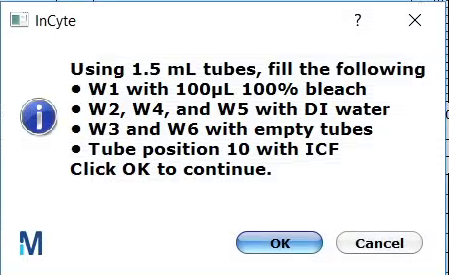 InCyte
?
Using 1.5 mL tubes, fill the following
• W1 with 100µL 100% bleach
• W2, W4, and W5 with DI water
• W3 and W6 with empty tubes
• Tube position 10 with ICF
Click OK to continue.
M
OK
Cancel